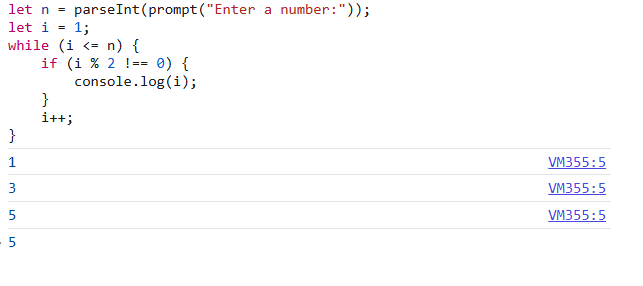 let n = parseInt(prompt("Enter a number:"));
let i = 1;
while (i <= n) {
    if (i % 2 !== 0) {
        console.log(i);
    }
    i++;
}
1 VM355:5
3 VM355:5
5 VM355:5
5